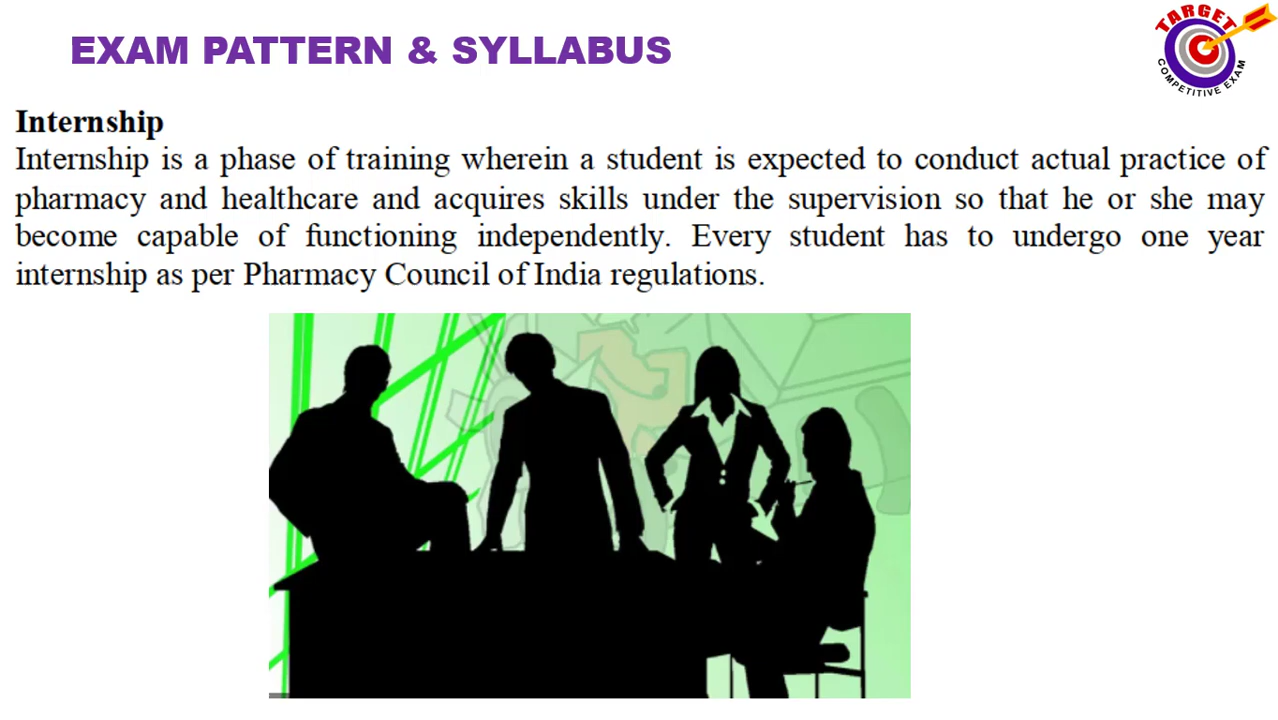 EXAM PATTERN & SYLLABUS
TARGET
COMPETITIVE EXAM
Internship
Internship is a phase of training wherein a student is expected to conduct actual practice of
pharmacy and healthcare and acquires skills under the supervision so that he or she may
become capable of functioning independently. Every student has to undergo one year
internship as per Pharmacy Council of India regulations.